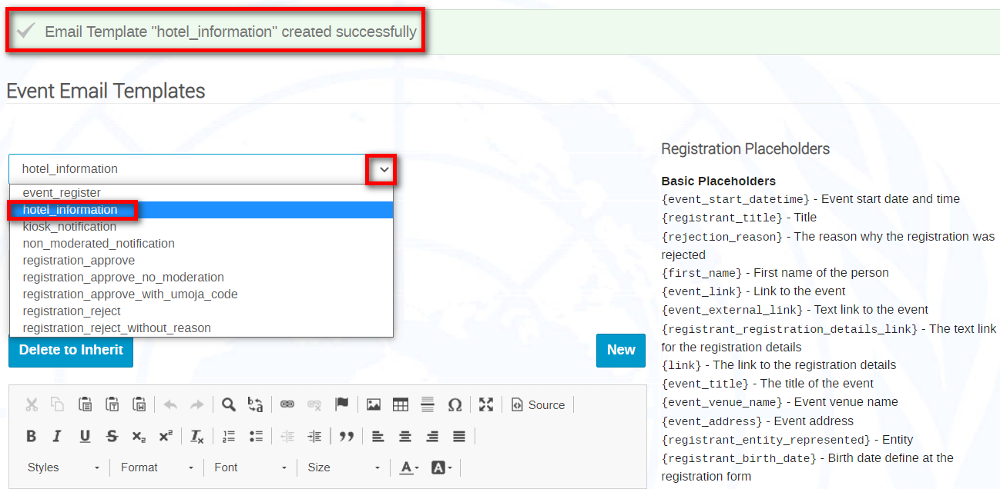 Email Template "hotel_information" created successfully
Event Email Templates
hotel_information
event_register
hotel_information
kiosk_notification
non_moderated_notification
registration_approve
registration_approve_no_moderation
registration_approve_with_umoja_code
registration_reject
registration_reject_without_reason
Delete to Inherit
New
Source
Styles
Format
Font
Size
Registration Placeholders
Basic Placeholders
{event_start_datetime} - Event start date and time
{registrant_title} - Title
{rejection_reason} - The reason why the registration was
rejected
{first_name} - First name of the person
{event_link} - Link to the event
{event_external_link} - Text link to the event
{registrant_registration_details_link} - The text link
for the registration details
{link} - The link to the registration details
{event_title} - The title of the event
{event_venue_name} - Event venue name
{event_address} - Event address
{registrant_entity_represented} - Entity
{registrant_birth_date} - Birth date define at the
registration form